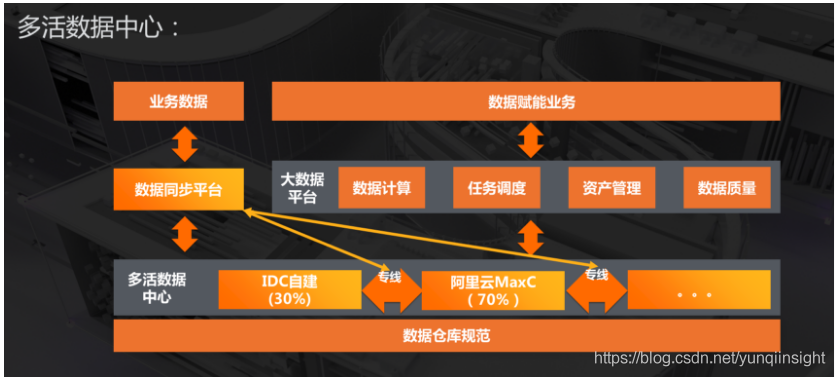 多活数据中心：
业务数据
数据赋能业务
数据同步平台
大数据
平台
数据计算
任务调度
资产管理
数据质量
多活数据
中心
IDC自建
(30%)
专线
阿里云MaxC
（70%）
专线
。。。
数据仓库规范
https://blog.csdn.net/yunqiinsight